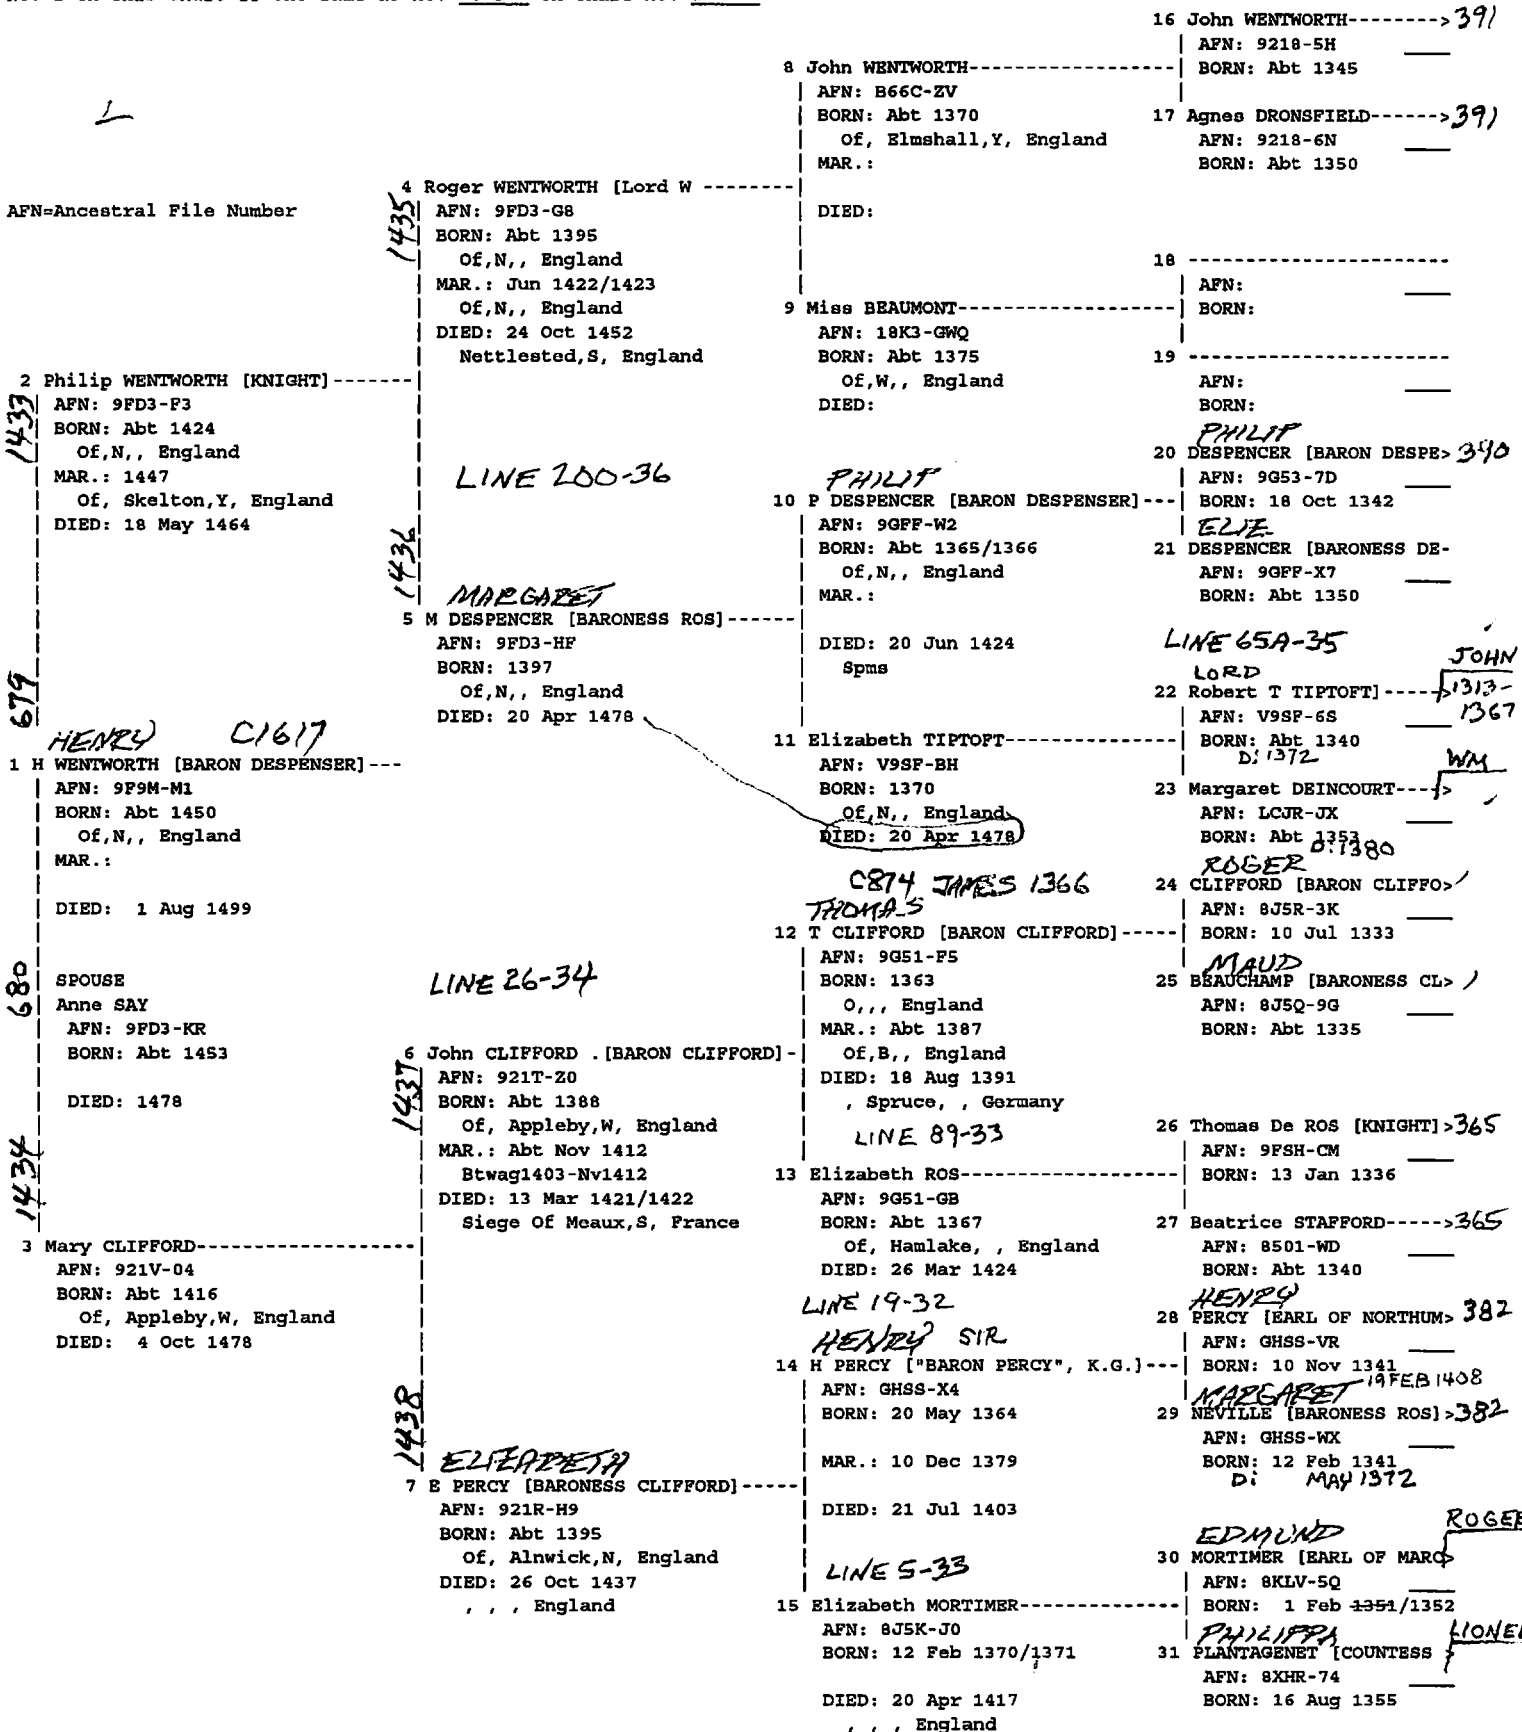 1
AFN=Ancestral File Number
679
1433
2 Philip WENTWORTH [KNIGHT]-------
AFN: 9FD3-F3
BORN: Abt 1424
Of,N,, England
MAR.: 1447
Of, Skelton,Y, England
DIED: 18 May 1464
HENRY C1617
1 H WENTWORTH [BARON DESPENSER]---
AFN: 9F9M-M1
BORN: Abt 1450
Of,N,, England
MAR.:
DIED: 1 Aug 1499
680
SPOUSE
Anne SAY
AFN: 9FD3-KR
BORN: Abt 1453
DIED: 1478
1434
3 Mary CLIFFORD------------------
AFN: 921V-04
BORN: Abt 1416
Of, Appleby,W, England
DIED: 4 Oct 1478
1435
4 Roger WENTWORTH [Lord W --------
AFN: 9FD3-G8
BORN: Abt 1395
Of,N,, England
MAR.: Jun 1422/1423
Of,N,, England
DIED: 24 Oct 1452
Nettlested,S, England
LINE 200-36
1436
MARGARET
5 M DESPENCER [BARONESS ROS]------
AFN: 9FD3-HF
BORN: 1397
Of,N,, England
DIED: 20 Apr 1478
LINE 26-34
1437
6 John CLIFFORD .[BARON CLIFFORD]-
AFN: 921T-Z0
BORN: Abt 1388
Of, Appleby,W, England
MAR.: Abt Nov 1412
Btwag1403-Nv1412
DIED: 13 Mar 1421/1422
Siege Of Meaux,S, France
1438
ELIZABETH
7 E PERCY [BARONESS CLIFFORD]-----
AFN: 921R-H9
BORN: Abt 1395
Of, Alnwick,N, England
DIED: 26 Oct 1437
, , , England
8 John WENTWORTH-----------------
AFN: B66C-ZV
BORN: Abt 1370
Of, Elmshall,Y, England
MAR.:
DIED:
9 Miss BEAUMONT------------------
AFN: 18K3-GWQ
BORN: Abt 1375
Of,W,, England
DIED:
PHILIP
10 P DESPENCER [BARON DESPENSER]---
AFN: 9GFF-W2
BORN: Abt 1365/1366
Of,N,, England
MAR.:
DIED: 20 Jun 1424
Spms
11 Elizabeth TIPTOFT--------------
AFN: V9SF-BH
BORN: 1370
Of,N,, England
DIED: 20 Apr 1478
C874 JAMES 1366
THOMAS
12 T CLIFFORD [BARON CLIFFORD]-----
AFN: 9G51-F5
BORN: 1363
O,,, England
MAR.: Abt 1387
Of,B,, England
DIED: 18 Aug 1391
, Spruce, , Germany
LINE 89-33
13 Elizabeth ROS------------------
AFN: 9G51-GB
BORN: Abt 1367
Of, Hamlake, , England
DIED: 26 Mar 1424
LINE 19-32
HENRY SIR
14 H PERCY ["BARON PERCY", K.G.]---
AFN: GHSS-X4
BORN: 20 May 1364
MAR.: 10 Dec 1379
DIED: 21 Jul 1403
LINE 5-33
15 Elizabeth MORTIMER-------------
AFN: 8J5K-J0
BORN: 12 Feb 1370/1371
DIED: 20 Apr 1417
, , , England
16 John WENTWORTH--------> 391
AFN: 9218-5H
BORN: Abt 1345
17 Agnes DRONSFIELD------> 391
AFN: 9218-6N
BORN: Abt 1350
18 ----------------------
AFN:
BORN:
19 ----------------------
AFN:
BORN:
PHILIP
20 DESPENCER [BARON DESPE> 390
AFN: 9G53-7D
BORN: 18 Oct 1342
ELIZ
21 DESPENCER [BARONESS DE-
AFN: 9GFF-X7
BORN: Abt 1350
LINE 65A-35
LORD
JOHN
22 Robert T TIPTOFT]-----> 1313-
1367
AFN: V9SF-6S
BORN: Abt 1340
D: 1372
WM
23 Margaret DEINCOURT---->
AFN: LCJR-JX
BORN: Abt 1353
D: 1380
ROGER
24 CLIFFORD [BARON CLIFFO>
AFN: 8J5R-3K
BORN: 10 Jul 1333
MAUD
25 BEAUCHAMP [BARONESS CL>
AFN: 8J5Q-9G
BORN: Abt 1335
26 Thomas De ROS [KNIGHT]> 365
AFN: 9FSH-CM
BORN: 13 Jan 1336
27 Beatrice STAFFORD-----> 365
AFN: 8501-WD
BORN: Abt 1340
HENRY
28 PERCY [EARL OF NORTHUM> 382
AFN: GHSS-VR
BORN: 10 Nov 1341
19 FEB 1408
MARGARET
29 NEVILLE [BARONESS ROS]> 382
AFN: GHSS-WX
BORN: 12 Feb 1341
D: MAY 1372
EDMUND
ROGER
30 MORTIMER [EARL OF MARC>
AFN: 8KLV-5Q
BORN: 1 Feb 1351/1352
PHILIPPA
LIONEL
31 PLANTAGENET [COUNTESS >
AFN: 8XHR-74
BORN: 16 Aug 1355